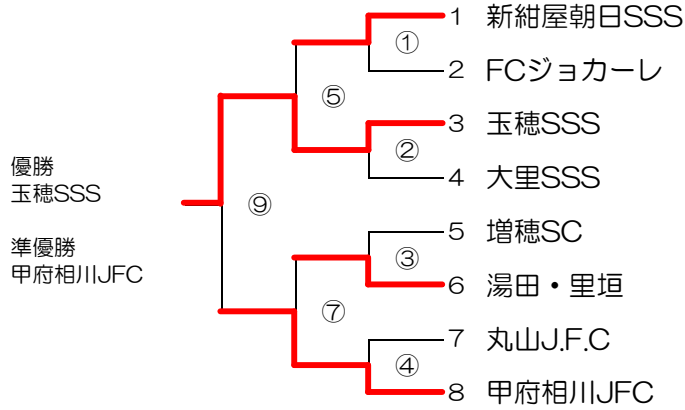 1 新紺屋朝日SSS
①
2 FCジョカーレ
⑤
3 玉穂SSS
②
4 大里SSS
優勝
玉穂SSS
⑨
準優勝
甲府相川JFC
5 増穂SC
③
6 湯田・里垣
⑦
7 丸山J.F.C
④
8 甲府相川JFC